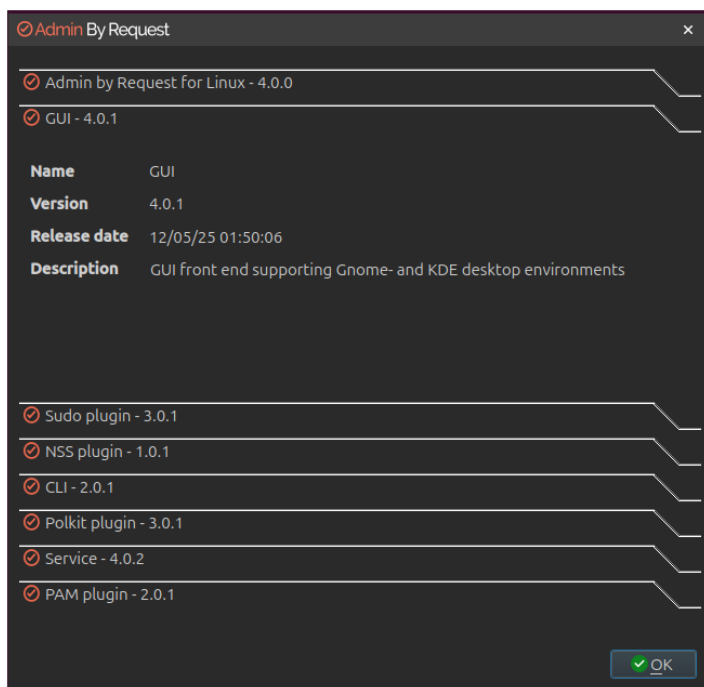 Admin By Request
Admin by Request for Linux - 4.0.0
GUI - 4.0.1
Name GUI
Version 4.0.1
Release date 12/05/25 01:50:06
Description GUI front end supporting Gnome- and KDE desktop environments
Sudo plugin - 3.0.1
NSS plugin - 1.0.1
CLI - 2.0.1
Polkit plugin - 3.0.1
Service - 4.0.2
PAM plugin - 2.0.1
OK